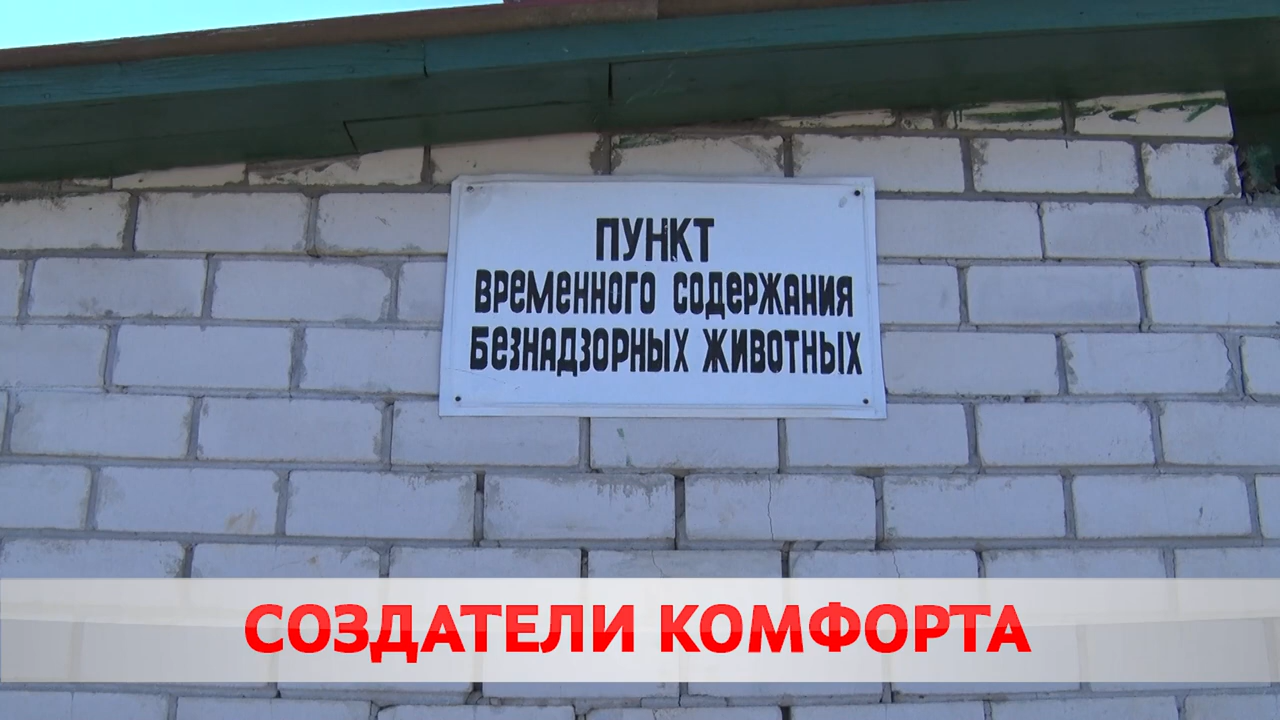 ПУНКТ
ВРЕМЕННОГО СОДЕРЖАНИЯ
БЕЗНАДЗОРНЫХ ЖИВОТНЫХ
СОЗДАТЕЛИ КОМФОРТА